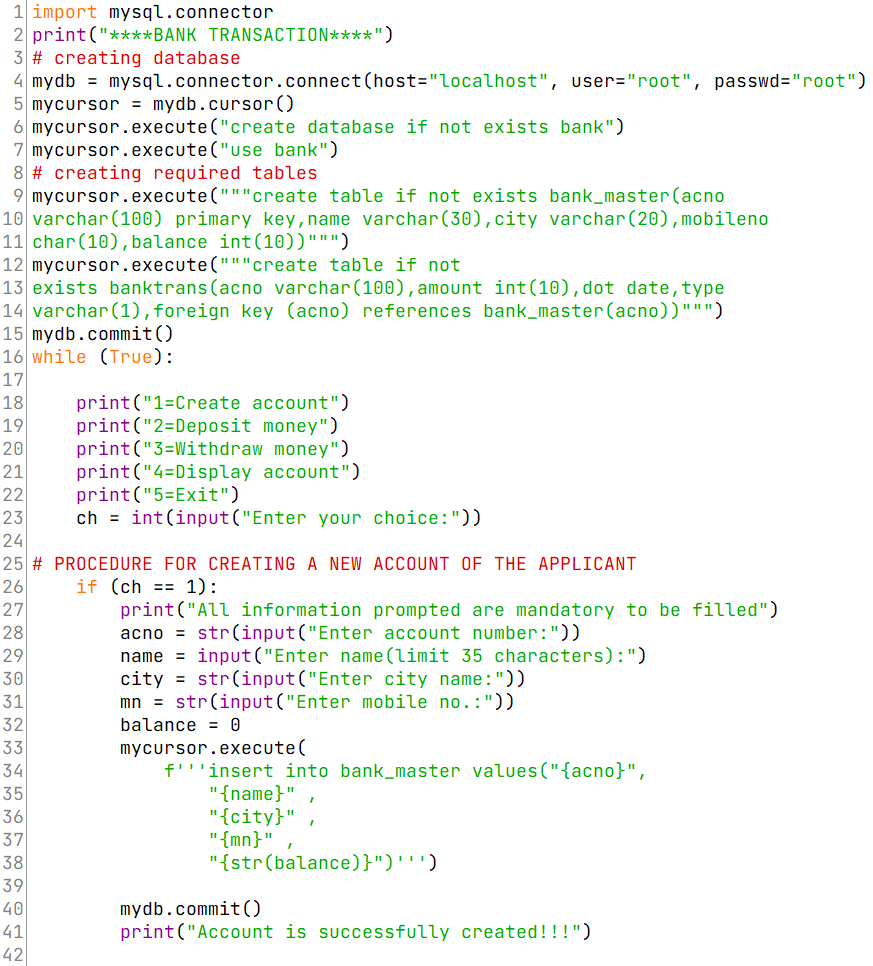 1 import mysql.connector
2 print("****BANK TRANSACTION****")
3 # creating database
4 mydb = mysql.connector.connect(host="localhost", user="root", passwd="root")
5 mycursor = mydb.cursor()
6 mycursor.execute("create database if not exists bank")
7 mycursor.execute("use bank")
8 # creating required tables
9 mycursor.execute("""create table if not exists bank_master(acno
10 varchar(100) primary key,name varchar(30),city varchar(20),mobileno
11 char(10),balance int(10))""")
12 mycursor.execute("""create table if not
13 exists banktrans(acno varchar(100),amount int(10),dot date,type
14 varchar(1),foreign key (acno) references bank_master(acno))""")
15 mydb.commit()
16 while (True):
17
18     print("1=Create account")
19     print("2=Deposit money")
20     print("3=Withdraw money")
21     print("4=Display account")
22     print("5=Exit")
23     ch = int(input("Enter your choice:"))
24
25 # PROCEDURE FOR CREATING A NEW ACCOUNT OF THE APPLICANT
26     if (ch == 1):
27         print("All information prompted are mandatory to be filled")
28         acno = str(input("Enter account number:"))
29         name = input("Enter name(limit 35 characters):")
30         city = str(input("Enter city name:"))
31         mn = str(input("Enter mobile no.:"))
32         balance = 0
33         mycursor.execute(
34             f'''insert into bank_master values("{acno}",
35                 "{name}" ,
36                 "{city}" ,
37                 "{mn}" ,
38                 "{str(balance)}")''')
39
40         mydb.commit()
41         print("Account is successfully created!!!")
42